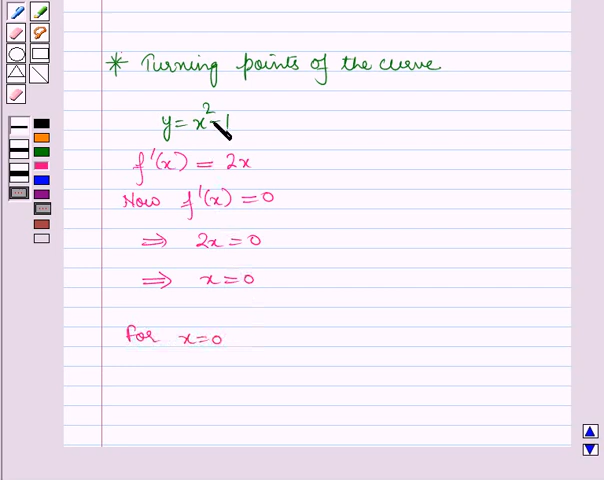 * Turning points of the curve
y = x² - 1
f'(x) = 2x
Now f'(x) = 0
⇒ 2x = 0
⇒ x = 0
For x = 0